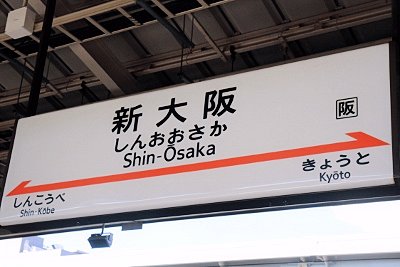 新大阪
阪
しんおおさか
Shin-Ōsaka
きょうと
Kyōto
しんこうべ
Shin-Kōbe